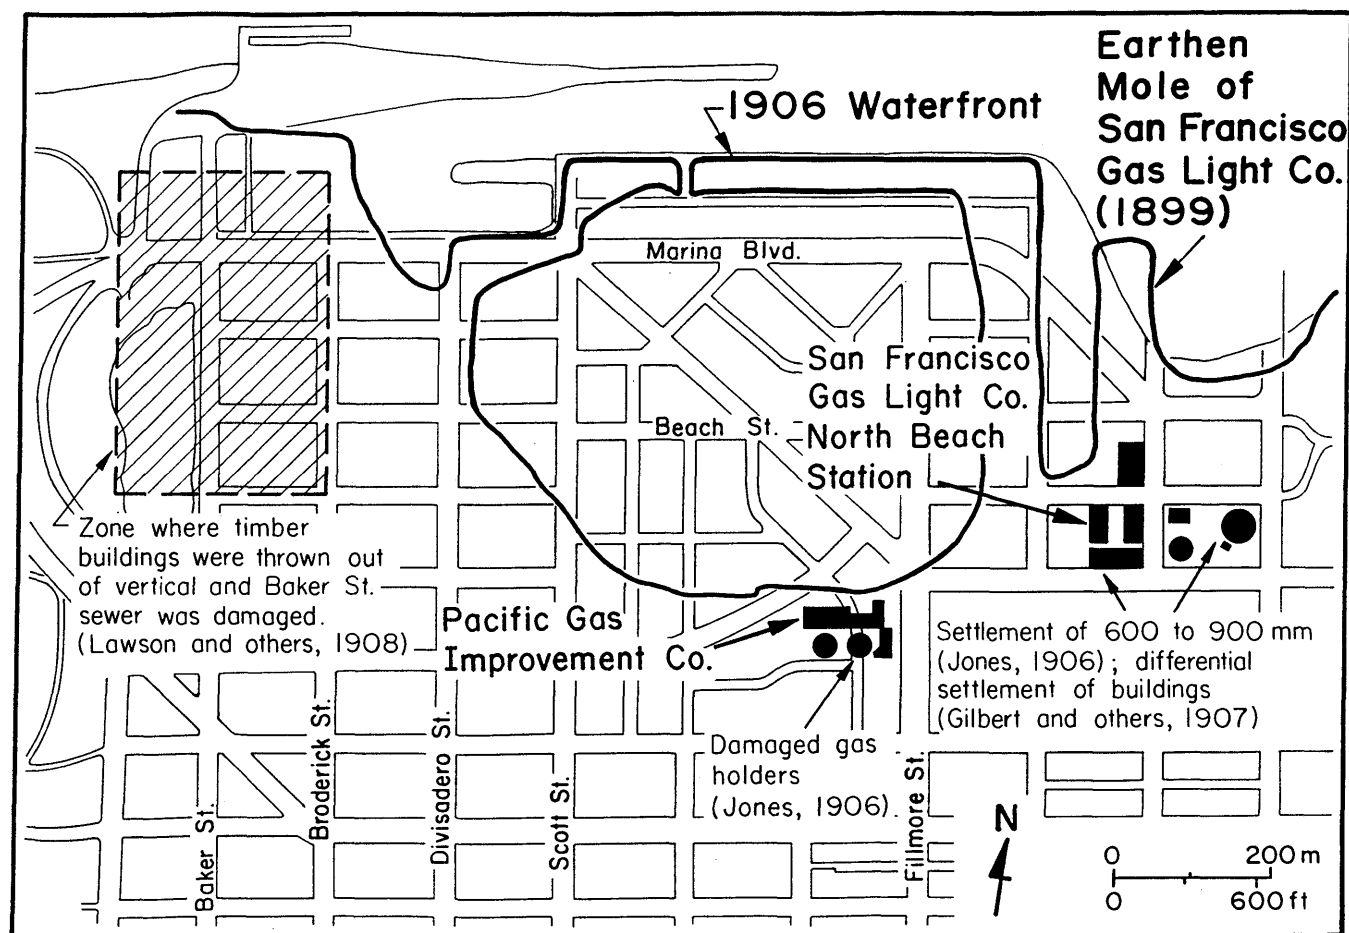 Earthen
Mole of
San Francisco
Gas Light Co.
(1899)
1906 Waterfront
Marina Blvd.
San Francisco
Gas Light Co.
North Beach
Station
Beach St.
Zone where timber
buildings were thrown out
of vertical and Baker St.
sewer was damaged.
(Lawson and others, 1908)
Pacific Gas
Improvement Co.
Settlement of 600 to 900 mm
(Jones, 1906); differential
settlement of buildings
(Gilbert and others, 1907)
Damaged gas
holders
(Jones, 1906)
Baker St.
Broderick St.
Divisadero St.
Scott St.
Fillmore St.
N
0 200 m
0 600 ft